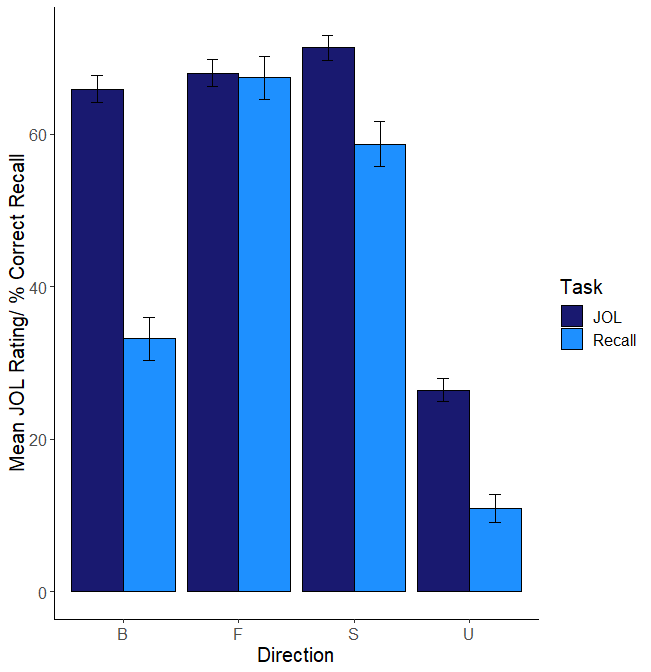 Mean JOL Rating/ % Correct Recall
60
40
20
0
B F S U
Direction
Task
JOL
Recall